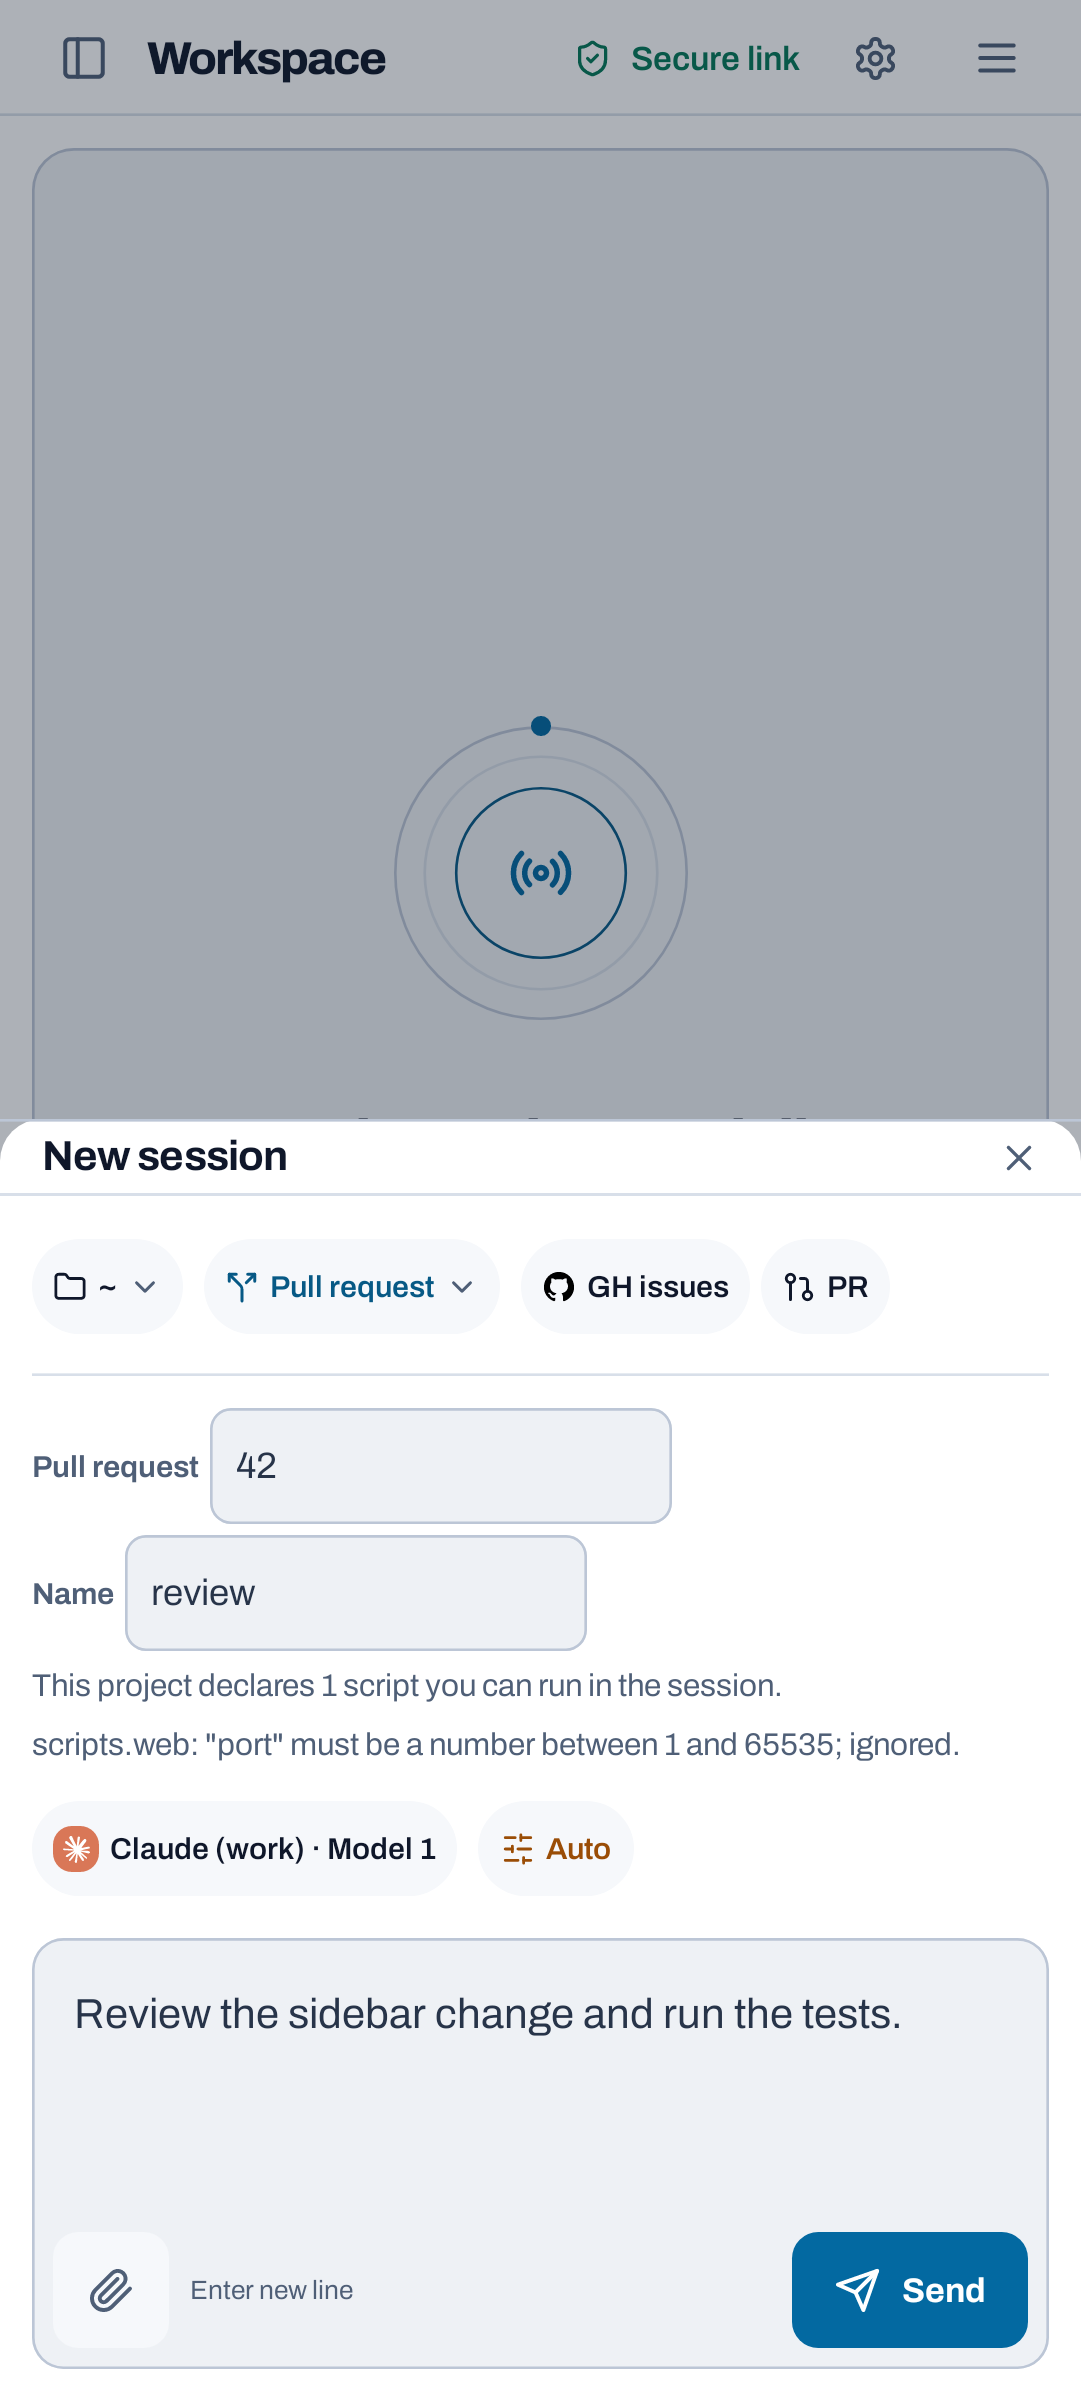 Workspace
Secure link
New session
~
Pull request
GH issues
PR
Pull request
42
Name
review
This project declares 1 script you can run in the session.
scripts.web: "port" must be a number between 1 and 65535; ignored.
Claude (work) · Model 1
Auto
Review the sidebar change and run the tests.
Enter new line
Send